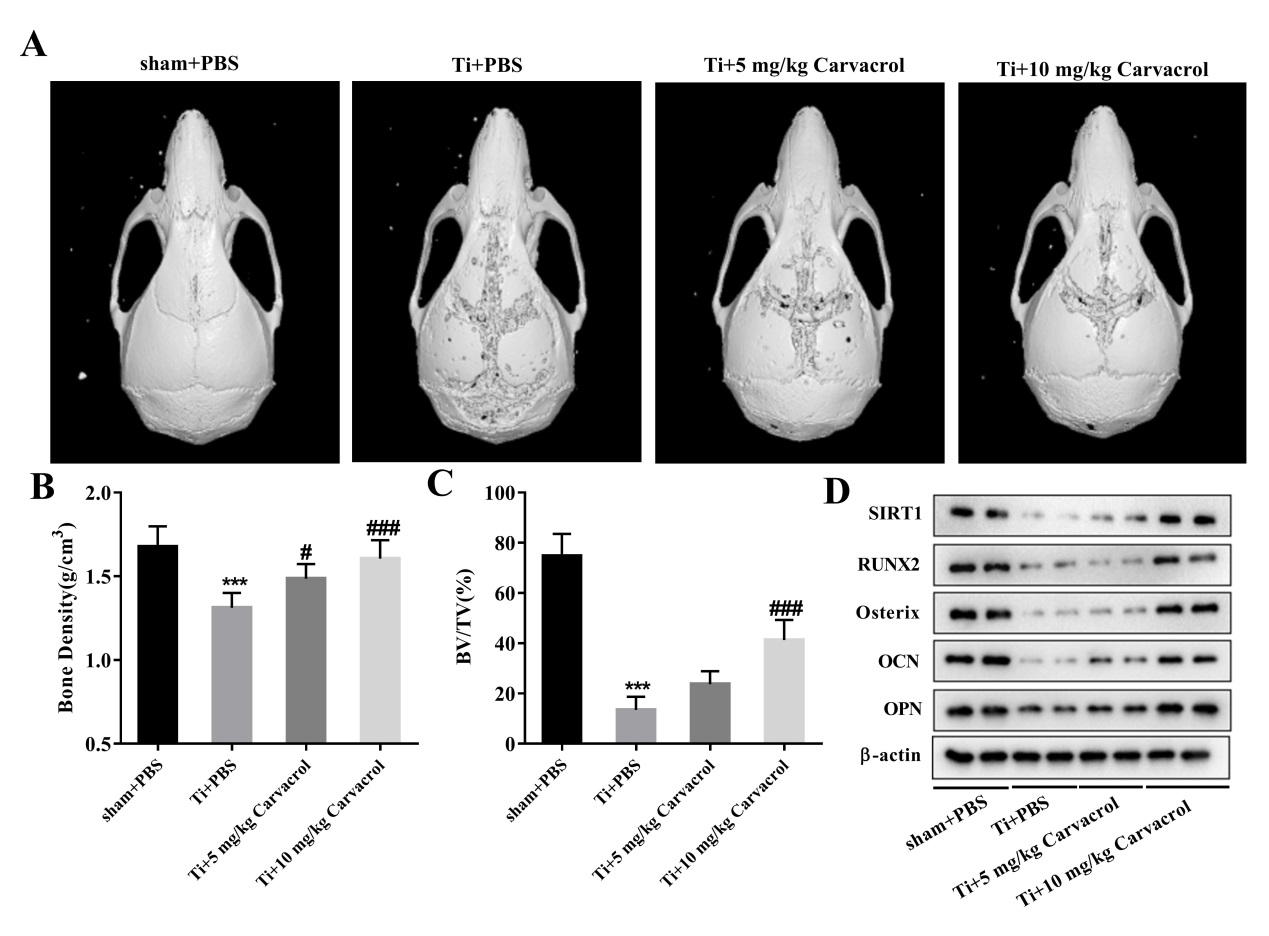 A
sham+PBS
Ti+PBS
Ti+5 mg/kg Carvacrol
Ti+10 mg/kg Carvacrol
B
Bone Density(g/cm³)
2.0
1.5
1.0
0.5
***
#
###
sham+PBS
Ti+PBS
Ti+5 mg/kg Carvacrol
Ti+10 mg/kg Carvacrol
C
BV/TV(%)
100
80
60
40
20
0
***
###
sham+PBS
Ti+PBS
Ti+5 mg/kg Carvacrol
Ti+10 mg/kg Carvacrol
D
SIRT1
RUNX2
Osterix
OCN
OPN
β-actin
sham+PBS
Ti+PBS
Ti+5 mg/kg Carvacrol
Ti+10 mg/kg Carvacrol